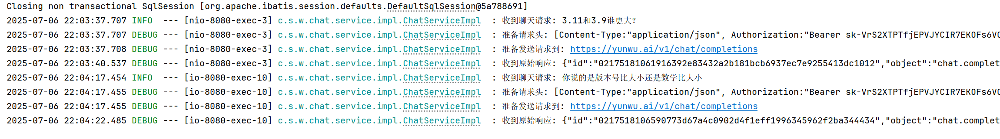 Closing non transactional SqlSession [org.apache.ibatis.session.defaults.DefaultSqlSession@5a788691]
2025-07-06 22:03:37.707 INFO  --- [nio-8080-exec-3] c.s.w.chat.service.impl.ChatServiceImpl  : 收到聊天请求: 3.11和3.9谁更大?
2025-07-06 22:03:37.707 DEBUG --- [nio-8080-exec-3] c.s.w.chat.service.impl.ChatServiceImpl  : 准备请求头: [Content-Type:"application/json", Authorization:"Bearer sk-VrS2XTPTfjEPVJYCIR7EKOFs6VC
2025-07-06 22:03:37.708 DEBUG --- [nio-8080-exec-3] c.s.w.chat.service.impl.ChatServiceImpl  : 准备发送请求到: https://yunwu.ai/v1/chat/completions
2025-07-06 22:03:40.537 DEBUG --- [nio-8080-exec-3] c.s.w.chat.service.impl.ChatServiceImpl  : 收到原始响应: {"id":"02175181061916392e83432a2b181bcb6937ec7e9255413dc1012","object":"chat.complet
2025-07-06 22:04:17.454 INFO  --- [io-8080-exec-10] c.s.w.chat.service.impl.ChatServiceImpl  : 收到聊天请求: 你说的是版本号比大小还是数学比大小
2025-07-06 22:04:17.455 DEBUG --- [io-8080-exec-10] c.s.w.chat.service.impl.ChatServiceImpl  : 准备请求头: [Content-Type:"application/json", Authorization:"Bearer sk-VrS2XTPTfjEPVJYCIR7EKOFs6VC
2025-07-06 22:04:17.455 DEBUG --- [io-8080-exec-10] c.s.w.chat.service.impl.ChatServiceImpl  : 准备发送请求到: https://yunwu.ai/v1/chat/completions
2025-07-06 22:04:22.485 DEBUG --- [io-8080-exec-10] c.s.w.chat.service.impl.ChatServiceImpl  : 收到原始响应: {"id":"0217518106590773d67a4c0902d4f1eff1996345962f2ba344434","object":"chat.complet